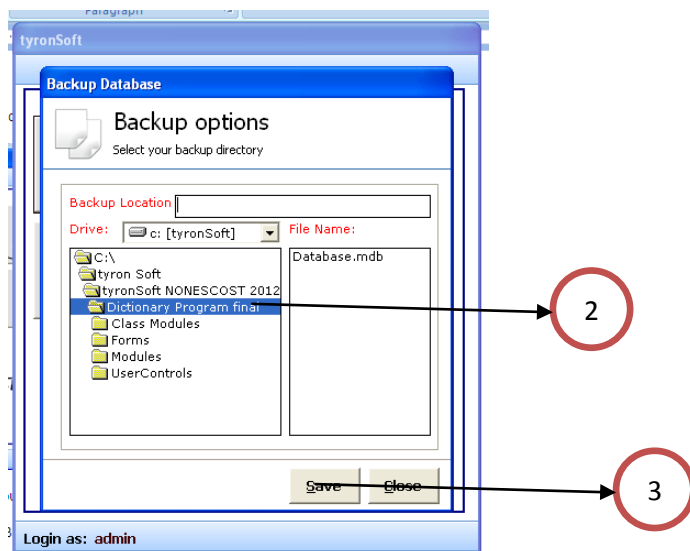 Paragraph
tyronSoft
Backup Database
Backup options
Select your backup directory
Backup Location
Drive: c: [tyronSoft] File Name:
C:\ Database.mdb
tyron Soft
tyronSoft NONESCOST 2012
Dictionary Program final
Class Modules
Forms
Modules
UserControls
2
Save Close
3
Login as: admin